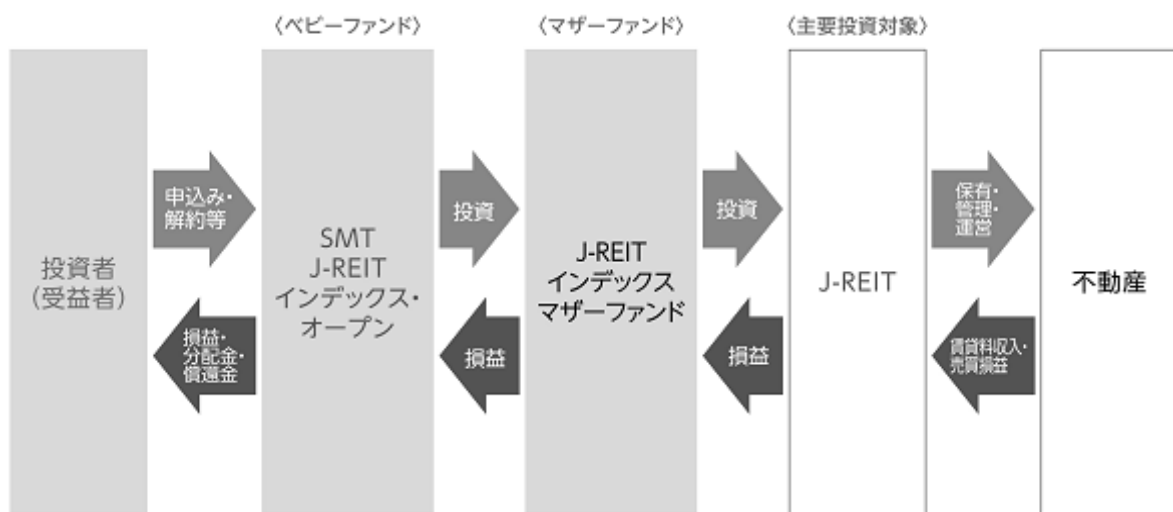 〈ベビーファンド〉
〈マザーファンド〉
〈主要投資対象〉
投資者
(受益者)
申込み・
解約等
損益・
分配金・
償還金
SMT
J-REIT
インデックス・
オープン
投資
損益
J-REIT
インデックス
マザーファンド
投資
損益
J-REIT
保有・
管理・
運営
賃貸料収入・
売買損益
不動産